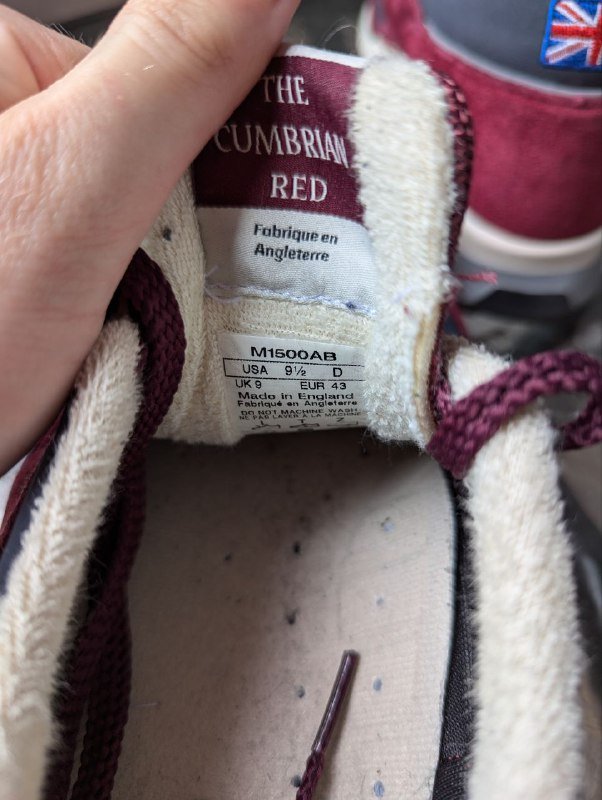 THE
CUMBRIAN
RED
Fabriqué en
Angleterre
M1500AB
USA 9½ D
UK 9 EUR 43
Made in England
Fabriqué en Angleterre
DO NOT MACHINE WASH
NE PAS LAVER A LA MACHINE